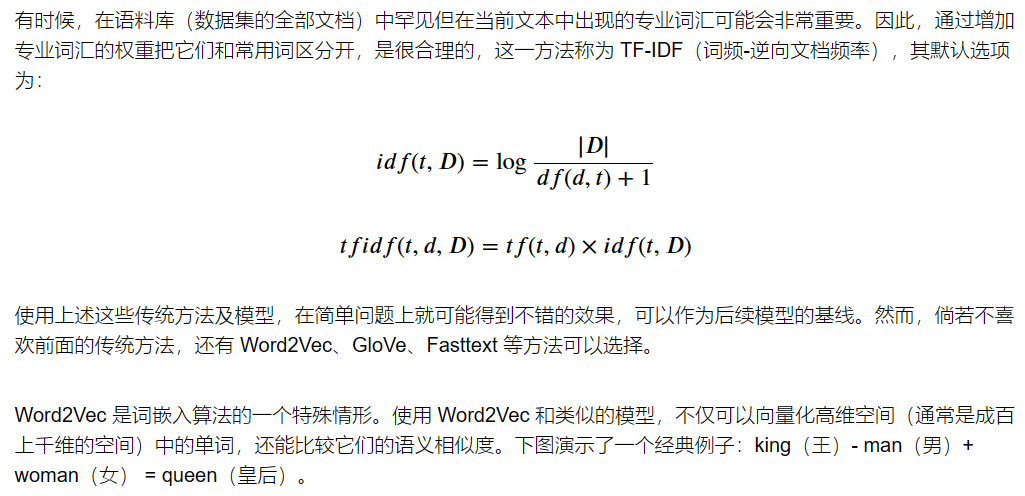 有时候，在语料库（数据集的全部文档）中罕见但在当前文本中出现的专业词汇可能会非常重要。因此，通过增加
专业词汇的权重把它们和常用词区分开，是很合理的，这一方法称为 TF-IDF（词频-逆向文档频率），其默认选项
为：
idf(t, D) = log |D| / df(d, t) + 1
tfidf(t, d, D) = tf(t, d) × idf(t, D)
使用上述这些传统方法及模型，在简单问题上就可能得到不错的效果，可以作为后续模型的基线。然而，倘若不喜
欢前面的传统方法，还有 Word2Vec、GloVe、Fasttext 等方法可以选择。
Word2Vec 是词嵌入算法的一个特殊情形。使用 Word2Vec 和类似的模型，不仅可以向量化高维空间（通常是成百
上千维的空间）中的单词，还能比较它们的语义相似度。下图演示了一个经典例子：king（王）- man（男）+
woman（女） = queen（皇后）。